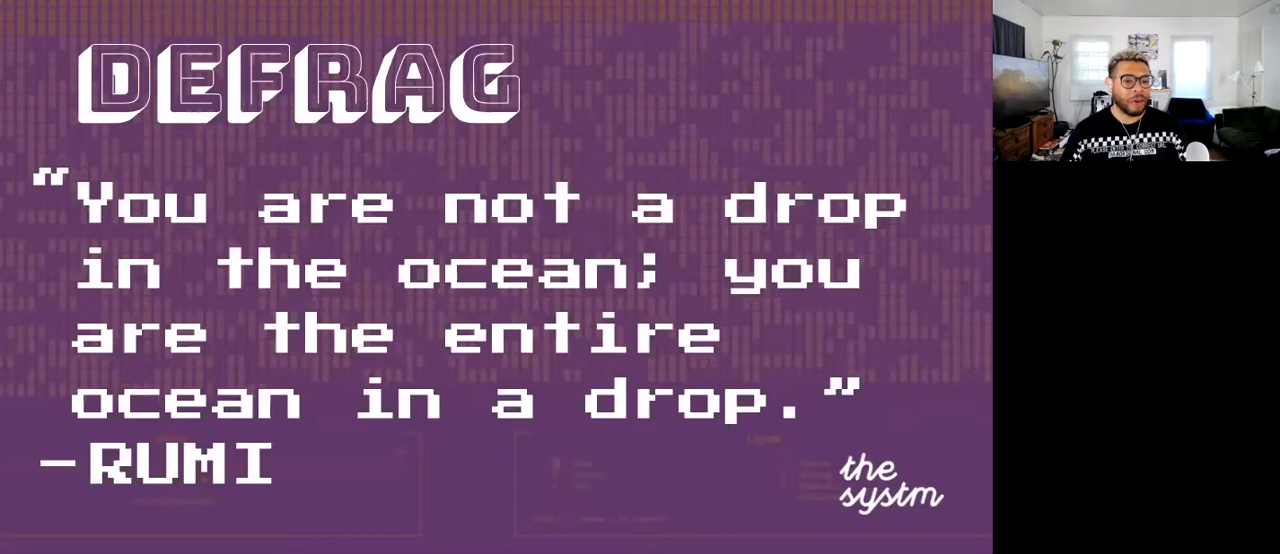 DEFRAG
“You are not a drop
in the ocean; you
are the entire
ocean in a drop.”
-RUMI
the
systm